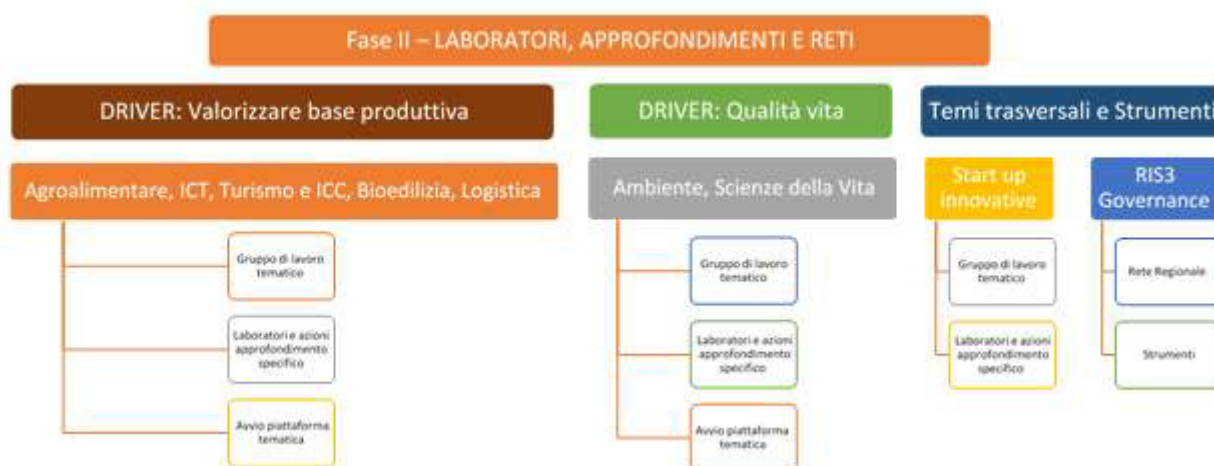 Fase II – LABORATORI, APPROFONDIMENTI E RETI
DRIVER: Valorizzare base produttiva
DRIVER: Qualità vita
Temi trasversali e Strumenti
Agroalimentare, ICT, Turismo e ICC, Bioedilizia, Logistica
Ambiente, Scienze della Vita
Start up
innovative
RIS3
Governance
Gruppo di lavoro
tematico
Laboratori e azioni
approfondimento
specifico
Avvio piattaforma
tematica
Gruppo di lavoro
tematico
Laboratori e azioni
approfondimento
specifico
Avvio piattaforma
tematica
Gruppo di lavoro
tematico
Laboratori e azioni
approfondimento
specifico
Rete Regionale
Strumenti